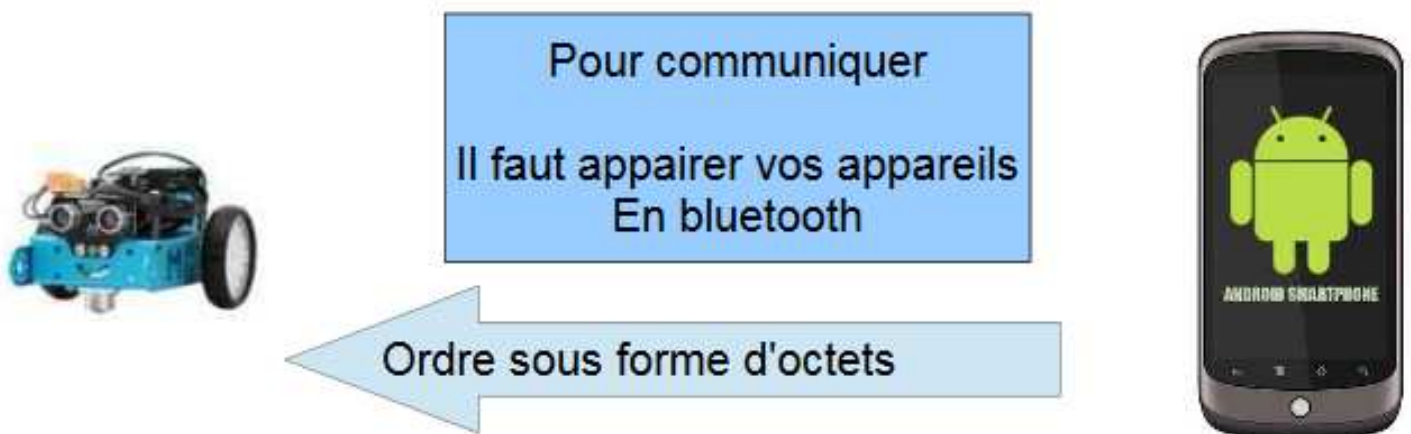 Pour communiquer
Il faut appairer vos appareils
En bluetooth
ANDROID SMARTPHONE
Ordre sous forme d'octets